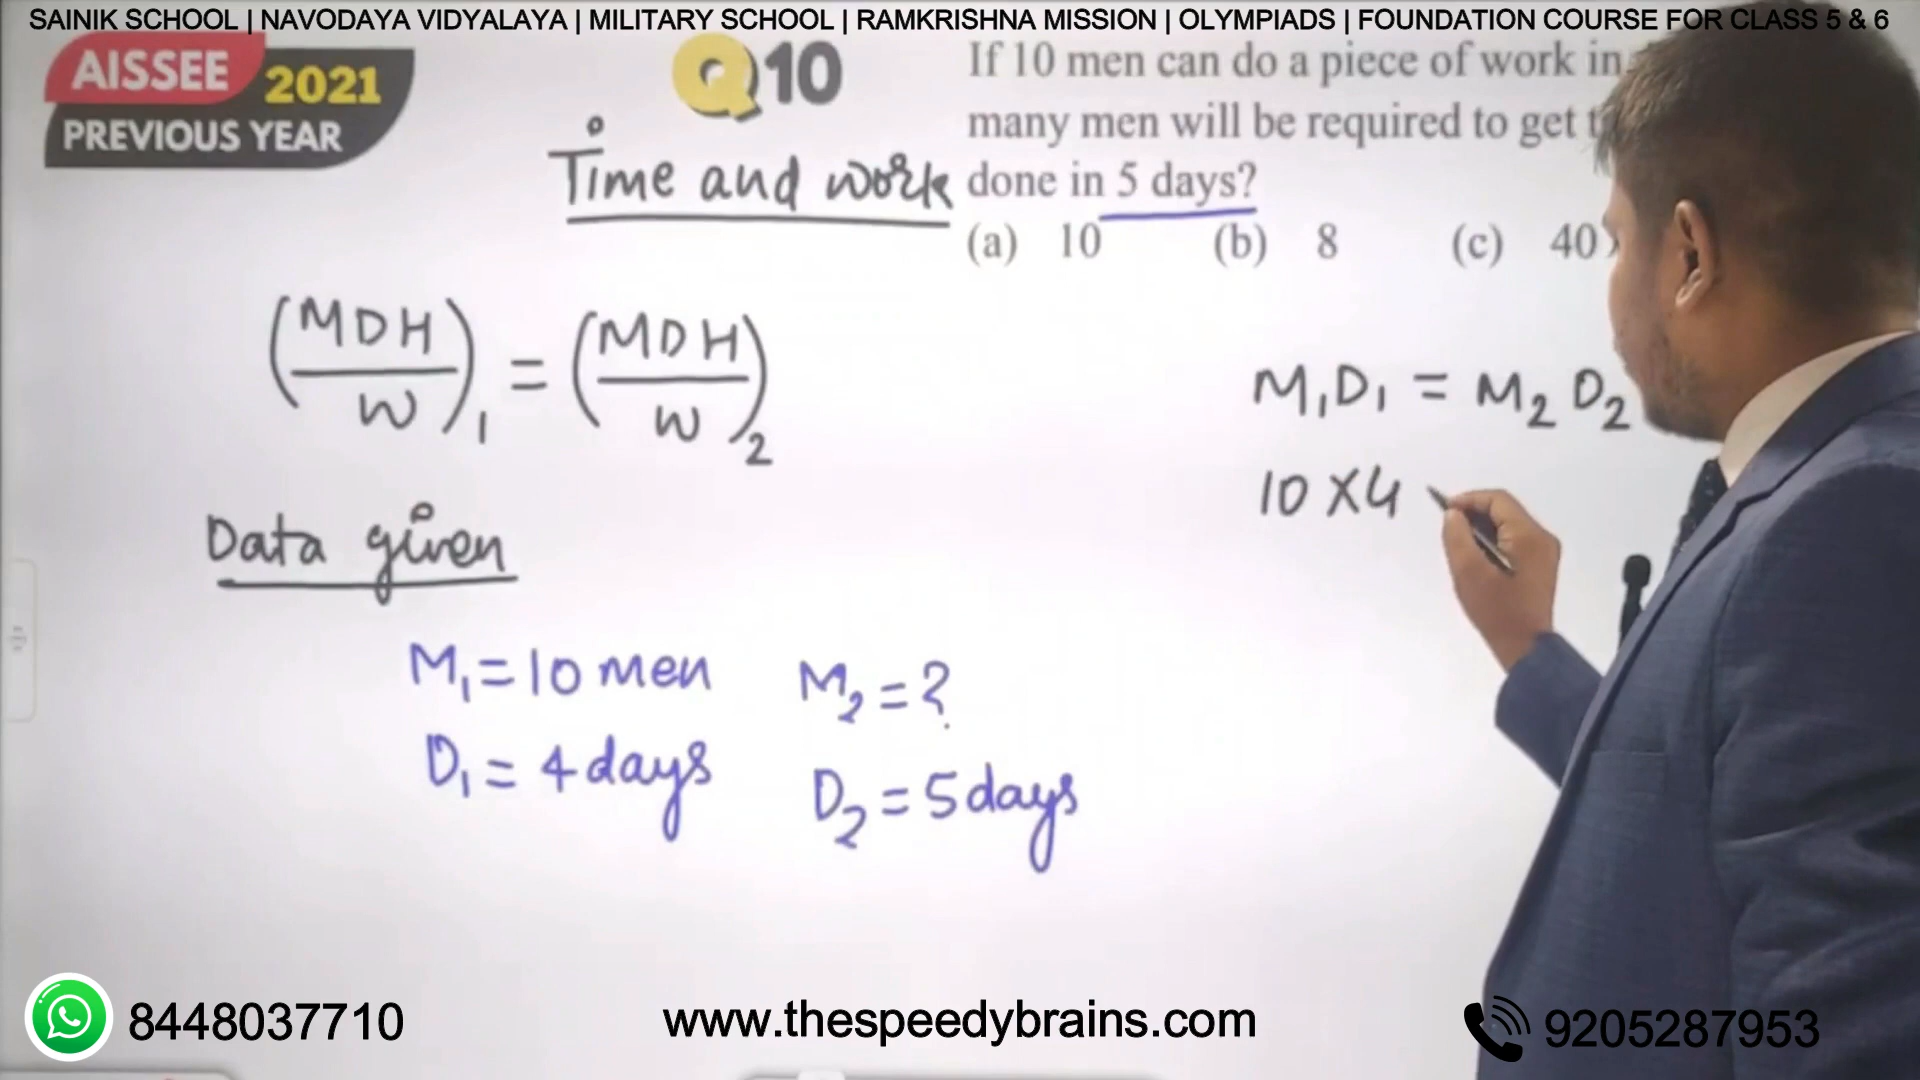 SAINIK SCHOOL | NAVODAYA VIDYALAYA | MILITARY SCHOOL | RAMKRISHNA MISSION | OLYMPIADS | FOUNDATION COURSE FOR CLASS 5 & 6
AISSEE 2021
PREVIOUS YEAR
Q10
If 10 men can do a piece of work in
many men will be required to get
done in 5 days?
(a) 10 (b) 8 (c) 40
Time and work
(MDH/W)₁ = (MDH/W)₂
M₁D₁ = M₂D₂
10 X4
Data given
M₁ = 10 men M₂ = ?
D₁ = 4 days D₂ = 5 days
8448037710
www.thespeedybrains.com
9205287953